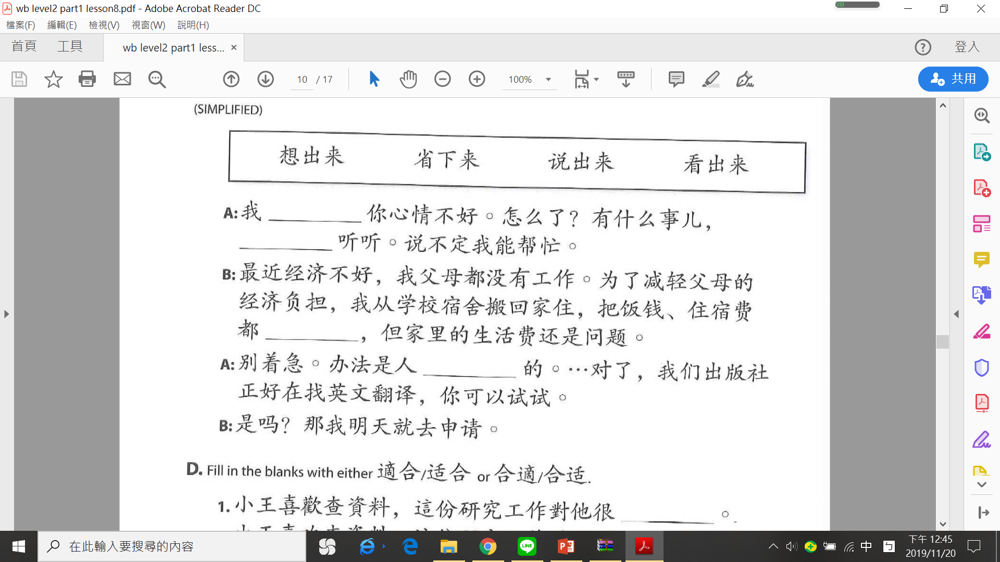 wb level2 part1 lesson8.pdf - Adobe Acrobat Reader DC
檔案(F) 編輯(E) 檢視(V) 視窗(W) 說明(H)
首頁 工具 wb level2 part1 less... × 登入
10 / 17 100% 共用
(SIMPLIFIED)
想出来 省下来 说出来 看出来
A: 我 ________ 你心情不好。怎么了？有什么事儿，
________ 听听。说不定我能帮忙。
B: 最近经济不好，我父母都没有工作。为了减轻父母的
经济负担，我从学校宿舍搬回家住，把饭钱、住宿费
都 ________，但家里的生活费还是问题。
A: 别着急。办法是人 ________ 的。…对了，我们出版社
正好在找英文翻译，你可以试试。
B: 是吗？那我明天就去申请。
D. Fill in the blanks with either 適合/适合 or 合適/合适.
1. 小王喜歡查資料，這份研究工作對他很 ________。
在此輸入要搜尋的內容 LINE 中 ㄅ 下午 12:45
2019/11/20